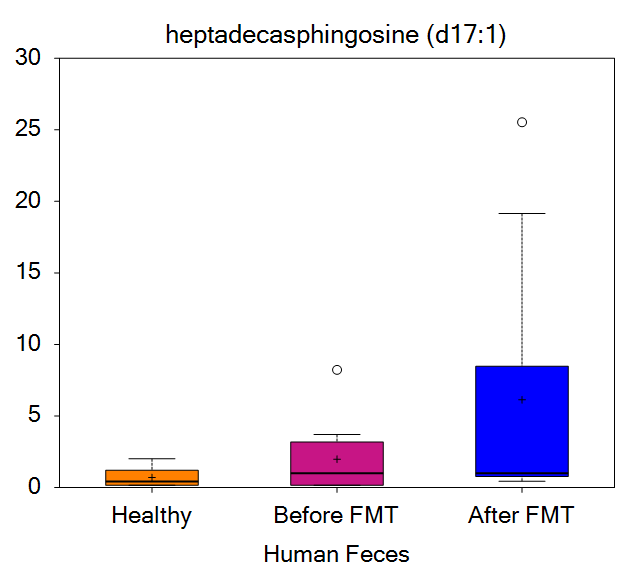 heptadecasphingosine (d17:1)
30
25
20
15
10
5
0
Healthy Before FMT After FMT
Human Feces